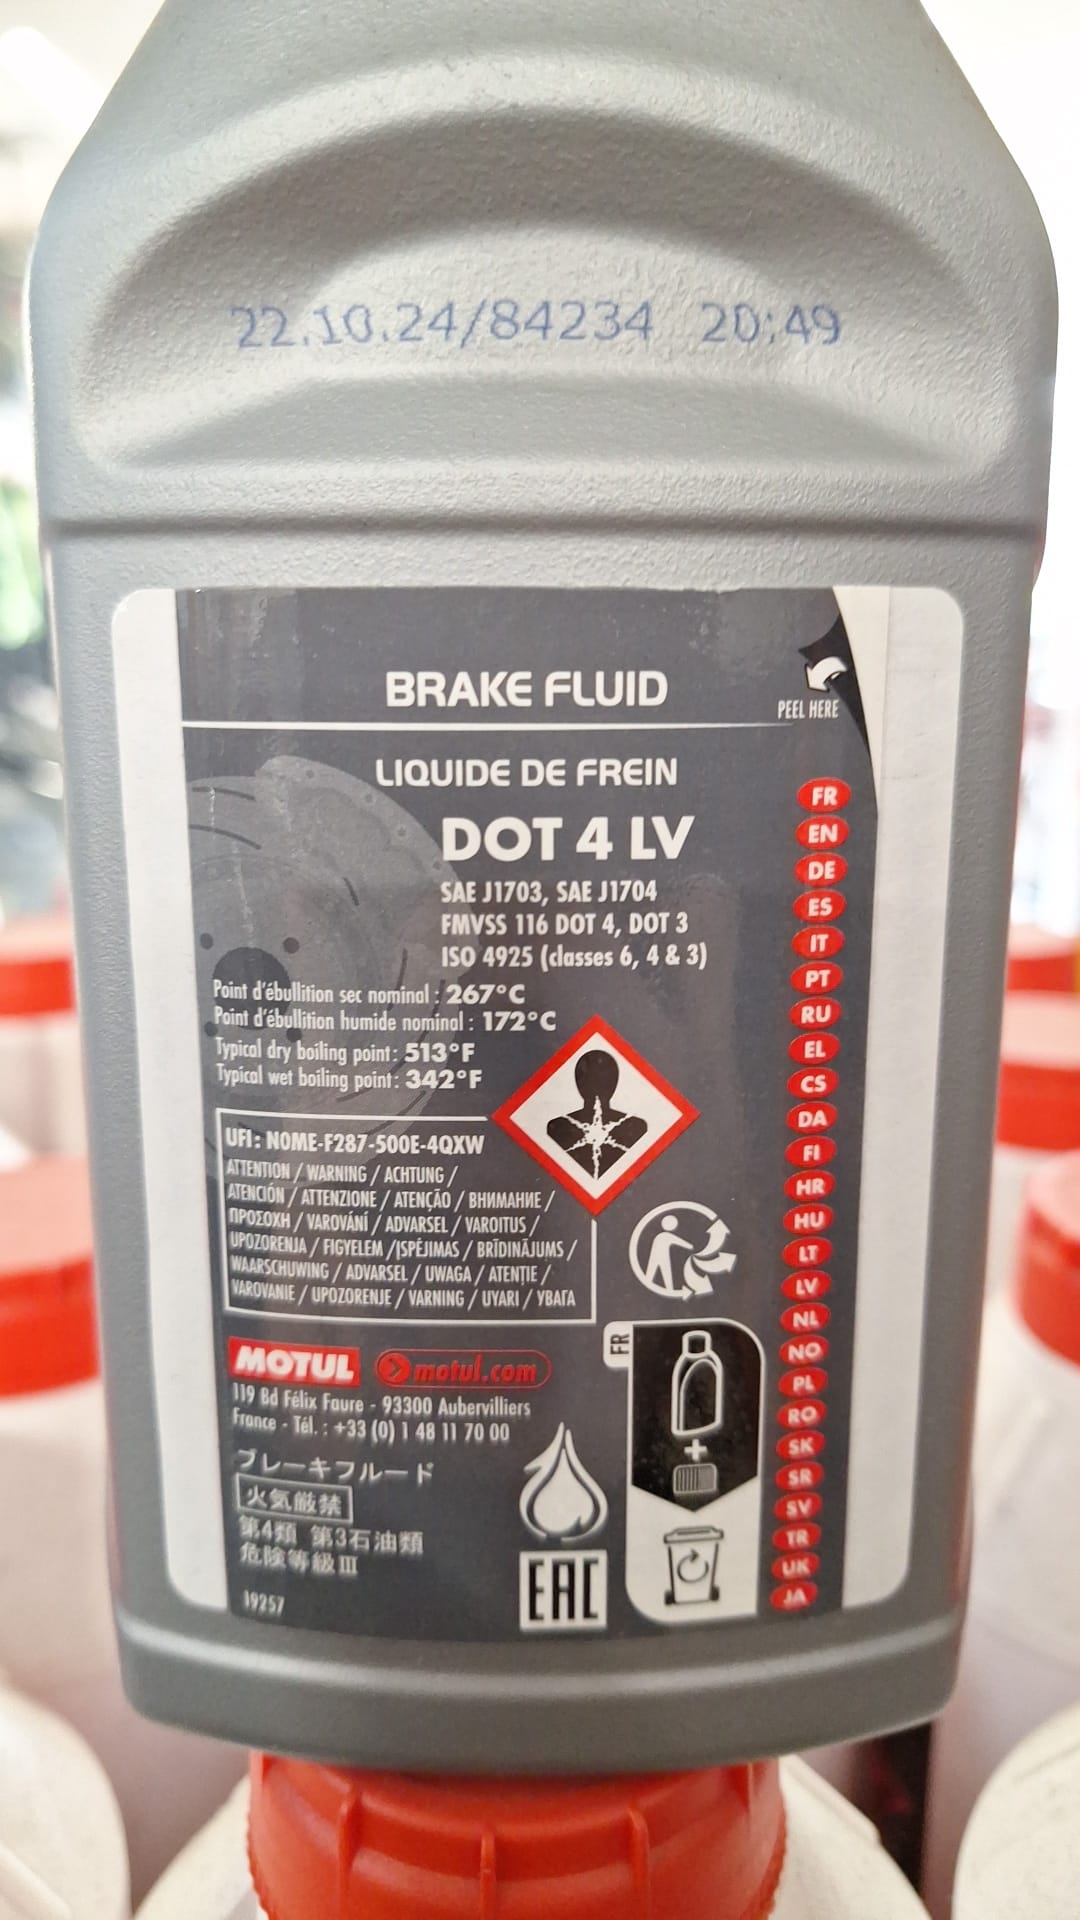 22.10.24/84234 20:49
BRAKE FLUID
PEEL HERE
LIQUIDE DE FREIN
DOT 4 LV
SAE J1703, SAE J1704
FMVSS 116 DOT 4, DOT 3
ISO 4925 (classes 6, 4 & 3)
Point d'ébullition sec nominal : 267°C
Point d'ébullition humide nominal : 172°C
Typical dry boiling point: 513°F
Typical wet boiling point: 342°F
UFI: N0ME-F287-500E-4QXW
ATTENTION / WARNING / ACHTUNG /
ATENCIÓN / ATTENZIONE / ATENÇÃO / ВНИМАНИЕ /
ΠΡΟΣΟΧΗ / VAROVÁNÍ / ADVARSEL / VAROITUS /
UPOZORENJA / FIGYELEM / ĮSPĖJIMAS / BRĪDINĀJUMS /
WAARSCHUWING / ADVARSEL / UWAGA / ATENȚIE /
VAROVANIE / UPOZORENJE / VARNING / UYARI / УВАГА
MOTUL motul.com
119 Bd Félix Faure - 93300 Aubervilliers
France - Tél. : +33 (0) 1 48 11 70 00
ブレーキフルード
火気厳禁
第4類 第3石油類
危険等級III
19257
EAC
FR
FR
EN
DE
ES
IT
PT
RU
EL
CS
DA
FI
HR
HU
LT
LV
NL
NO
PL
RO
SK
SR
SV
TR
UK
JA